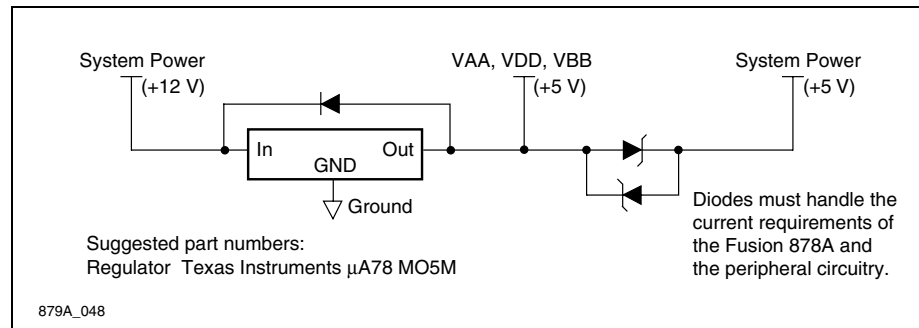 System Power
(+12 V)
VAA, VDD, VBB
(+5 V)
System Power
(+5 V)
In
Out
GND
Ground
Diodes must handle the
current requirements of
the Fusion 878A and
the peripheral circuitry.
Suggested part numbers:
Regulator Texas Instruments μA78 MO5M
879A_048